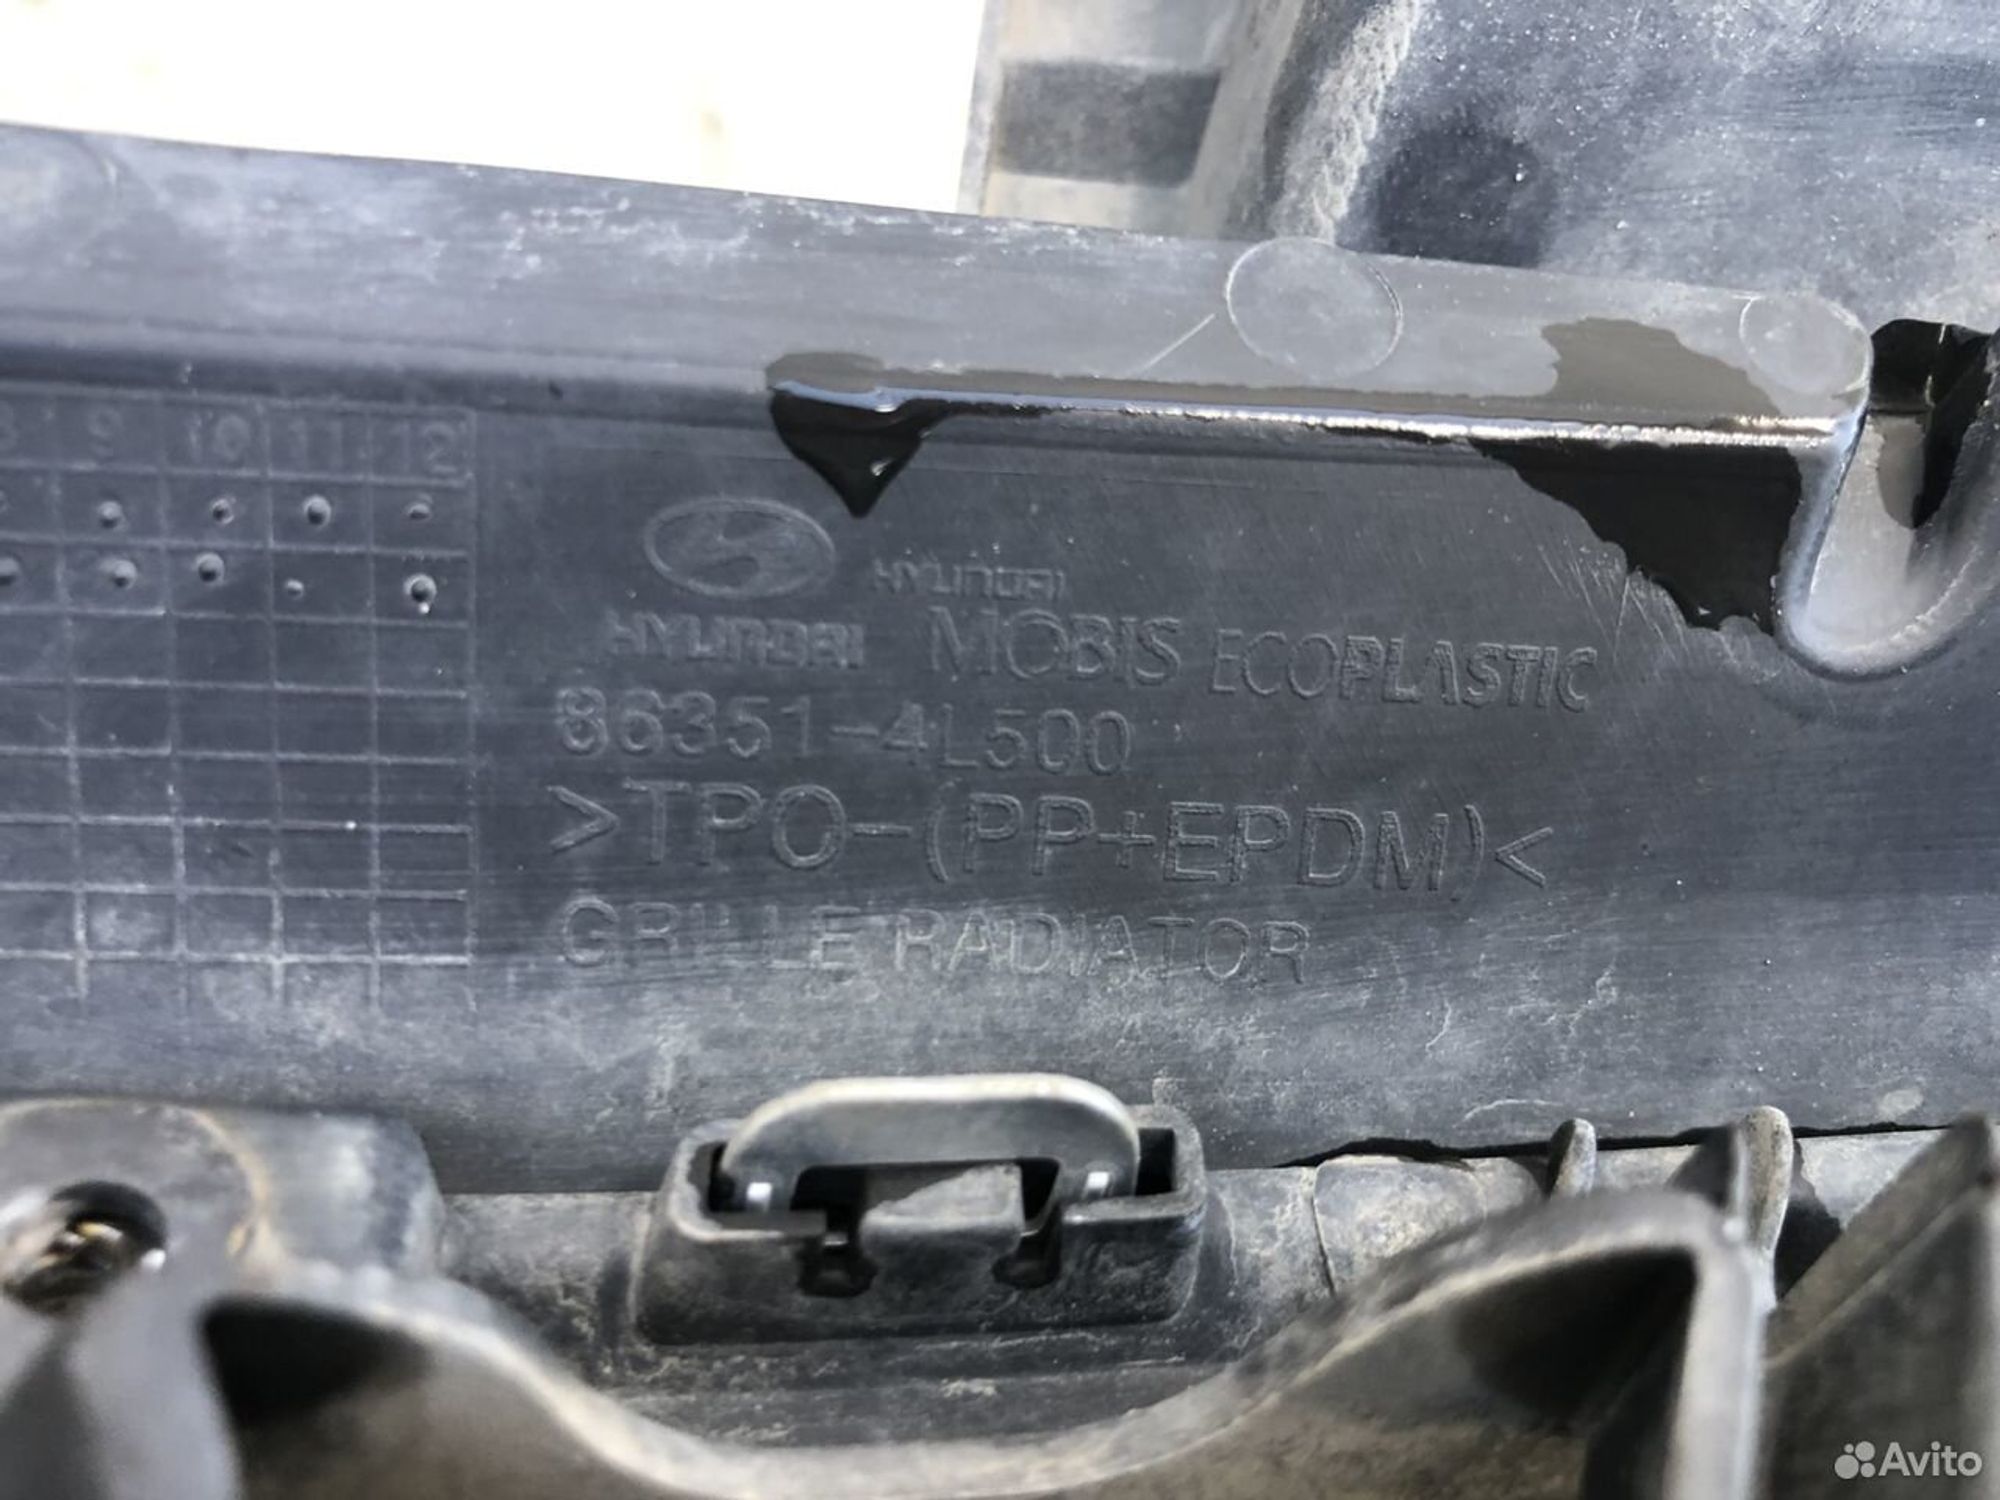 8 9 10 11 12
HYUNDAI
HYUNDAI MOBIS ECOPLASTIC
86351-4L500
>TPO-(PP+EPDM)<
GRILLE RADIATOR
Avito